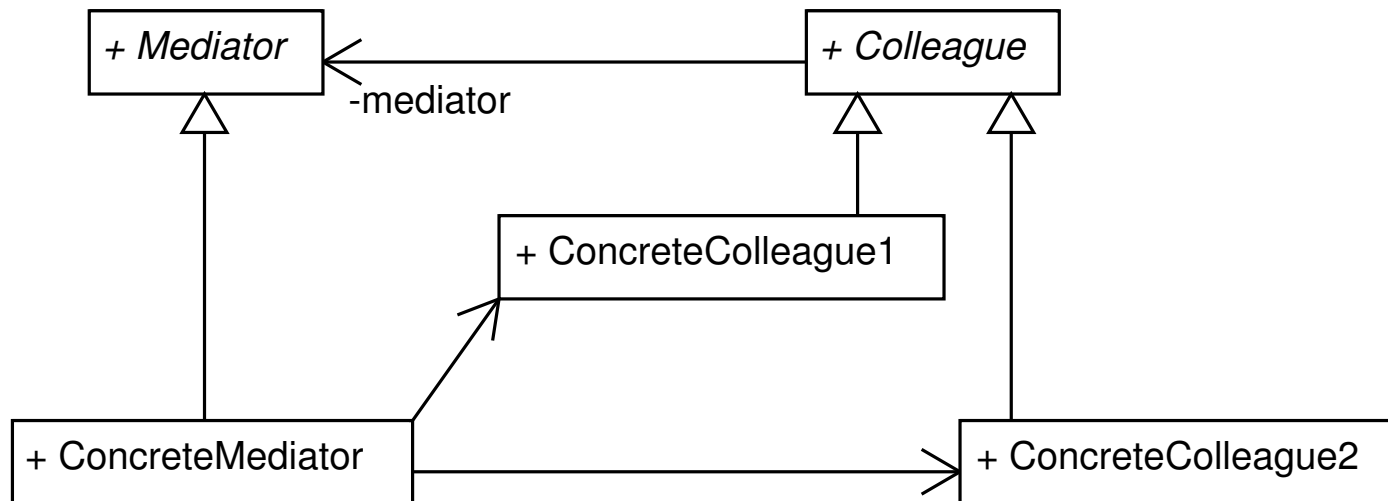 + Mediator
+ Colleague
-mediator
+ ConcreteColleague1
+ ConcreteMediator
+ ConcreteColleague2